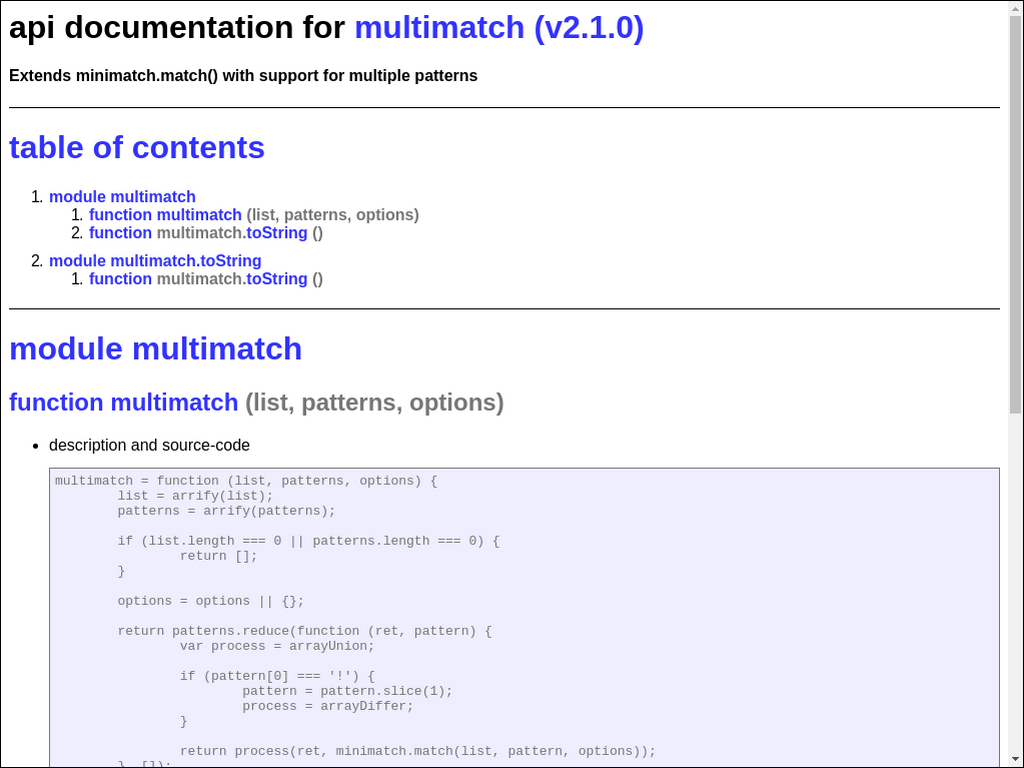 api documentation for multimatch (v2.1.0)
Extends minimatch.match() with support for multiple patterns
table of contents
1. module multimatch
1. function multimatch (list, patterns, options)
2. function multimatch.toString ()
2. module multimatch.toString
1. function multimatch.toString ()
module multimatch
function multimatch (list, patterns, options)
• description and source-code
multimatch = function (list, patterns, options) {
        list = arrify(list);
        patterns = arrify(patterns);

        if (list.length === 0 || patterns.length === 0) {
                return [];
        }

        options = options || {};

        return patterns.reduce(function (ret, pattern) {
                var process = arrayUnion;

                if (pattern[0] === '!') {
                        pattern = pattern.slice(1);
                        process = arrayDiffer;
                }

                return process(ret, minimatch.match(list, pattern, options));
        }, []);